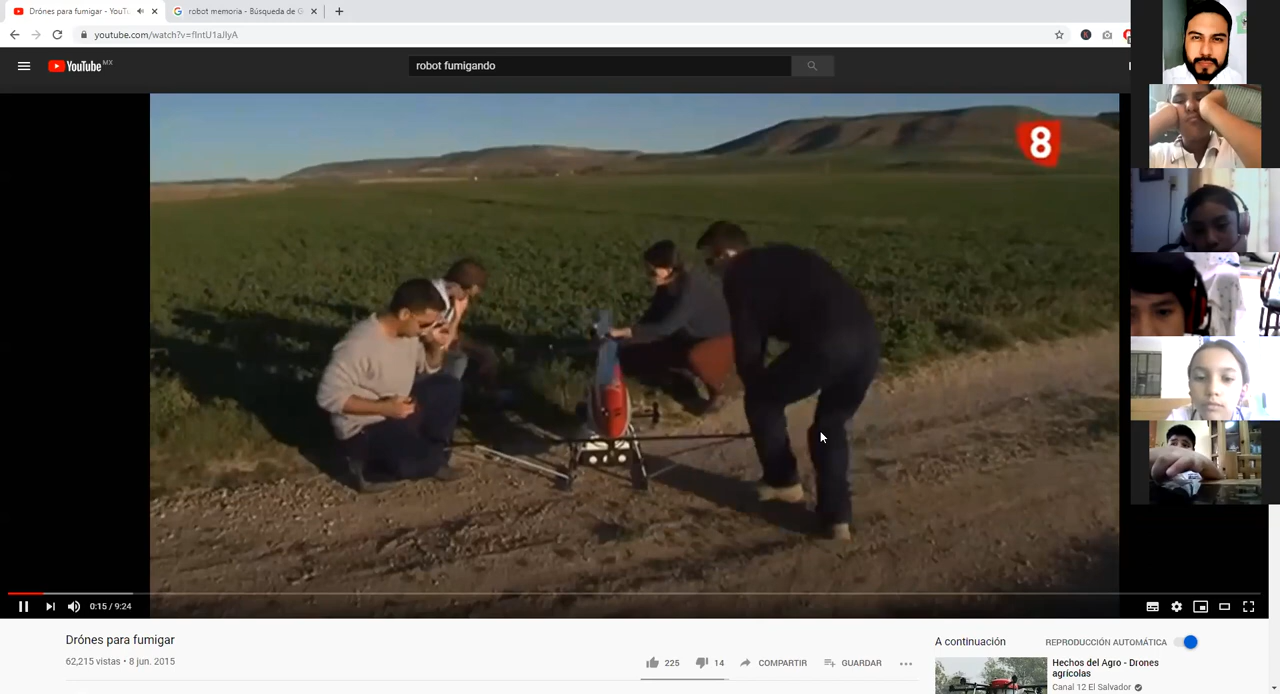 Drónes para fumigar - YouTu
robot memoria - Búsqueda de G
youtube.com/watch?v=fIntU1aJlyA
YouTube MX
robot fumigando
8
0:15 / 9:24
Drónes para fumigar
62,215 vistas • 8 jun. 2015
225
14
COMPARTIR
GUARDAR
A continuación
REPRODUCCIÓN AUTOMÁTICA
Hechos del Agro - Drones
agrícolas
Canal 12 El Salvador